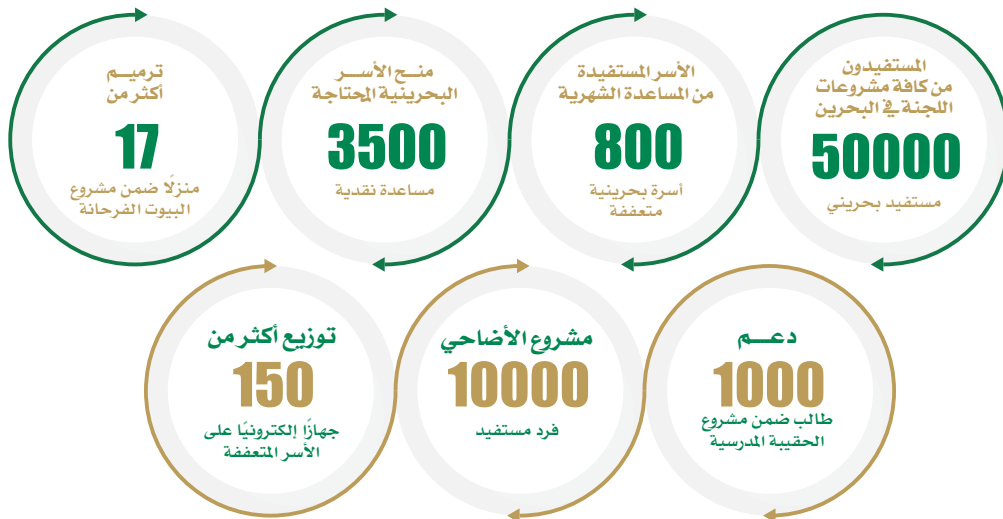 المستفيدون
من كافة مشروعات
اللجنة في البحرين
50000
مستفيد بحريني
الأسر المستفيدة
من المساعدة الشهرية
800
أسرة بحرينية
متعففة
منح الأسر
البحرينية المحتاجة
3500
مساعدة نقدية
ترميم
أكثر من
17
منزلًا ضمن مشروع
البيوت الفرحانة
دعم
1000
طالب ضمن مشروع
الحقيبة المدرسية
مشروع الأضاحي
10000
فرد مستفيد
توزيع أكثر من
150
جهازًا إلكترونيًا على
الأسر المتعففة